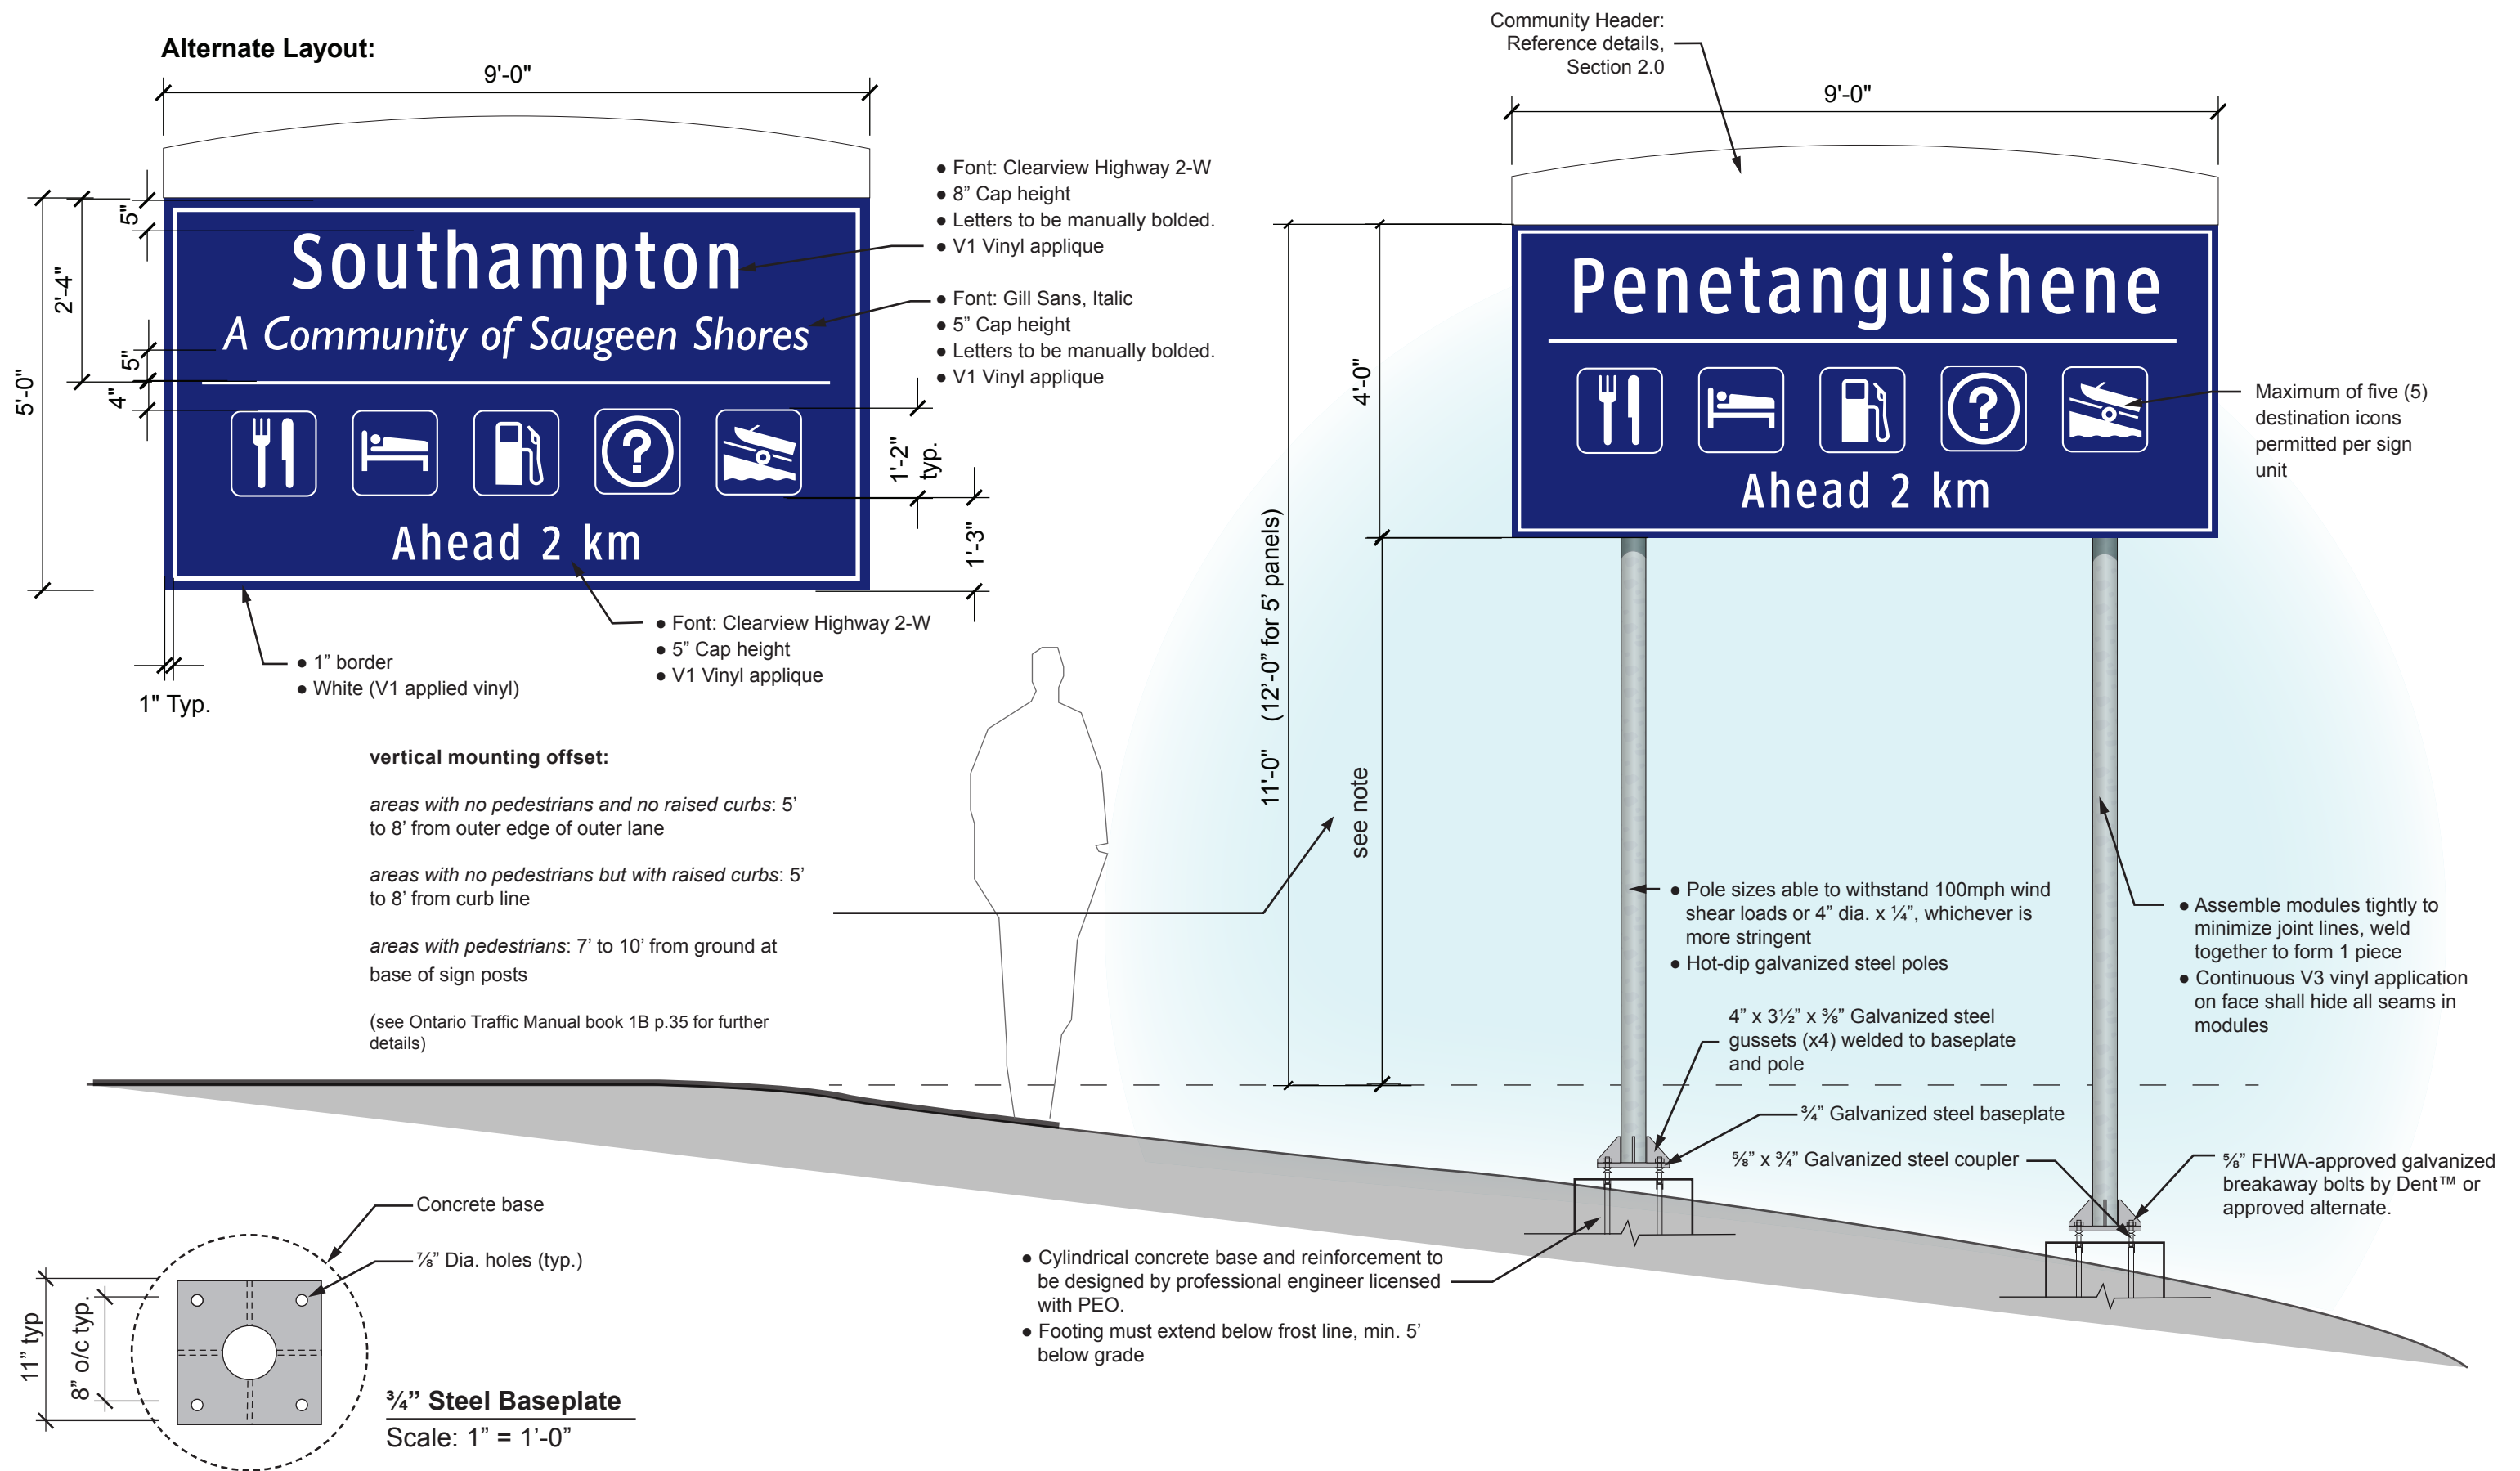 Alternate Layout:
9'-0"
5"
2'-4"
5'-0"
5"
4"
Southampton
A Community of Saugeen Shores
Ahead 2 km
1'-2"
typ.
1'-3"
1" Typ.
● Font: Clearview Highway 2-W
● 8” Cap height
● Letters to be manually bolded.
● V1 Vinyl applique
● Font: Gill Sans, Italic
● 5” Cap height
● Letters to be manually bolded.
● V1 Vinyl applique
● Font: Clearview Highway 2-W
● 5” Cap height
● V1 Vinyl applique
● 1” border
● White (V1 applied vinyl)
Community Header:
Reference details,
Section 2.0
9'-0"
Penetanguishene
Ahead 2 km
4'-0"
11'-0" (12’-0” for 5’ panels)
see note
Maximum of five (5)
destination icons
permitted per sign
unit
vertical mounting offset:
areas with no pedestrians and no raised curbs: 5’
to 8’ from outer edge of outer lane
areas with no pedestrians but with raised curbs: 5’
to 8’ from curb line
areas with pedestrians: 7’ to 10’ from ground at
base of sign posts
(see Ontario Traffic Manual book 1B p.35 for further
details)
● Pole sizes able to withstand 100mph wind
shear loads or 4” dia. x ¼”, whichever is
more stringent
● Hot-dip galvanized steel poles
● Assemble modules tightly to
minimize joint lines, weld
together to form 1 piece
● Continuous V3 vinyl application
on face shall hide all seams in
modules
4” x 3½” x ⅜” Galvanized steel
gussets (x4) welded to baseplate
and pole
¾” Galvanized steel baseplate
⅝” x ¾” Galvanized steel coupler
⅝” FHWA-approved galvanized
breakaway bolts by Dent™ or
approved alternate.
● Cylindrical concrete base and reinforcement to
be designed by professional engineer licensed
with PEO.
● Footing must extend below frost line, min. 5’
below grade
Concrete base
⅞” Dia. holes (typ.)
11” typ
8” o/c typ.
¾” Steel Baseplate
Scale: 1” = 1’-0”